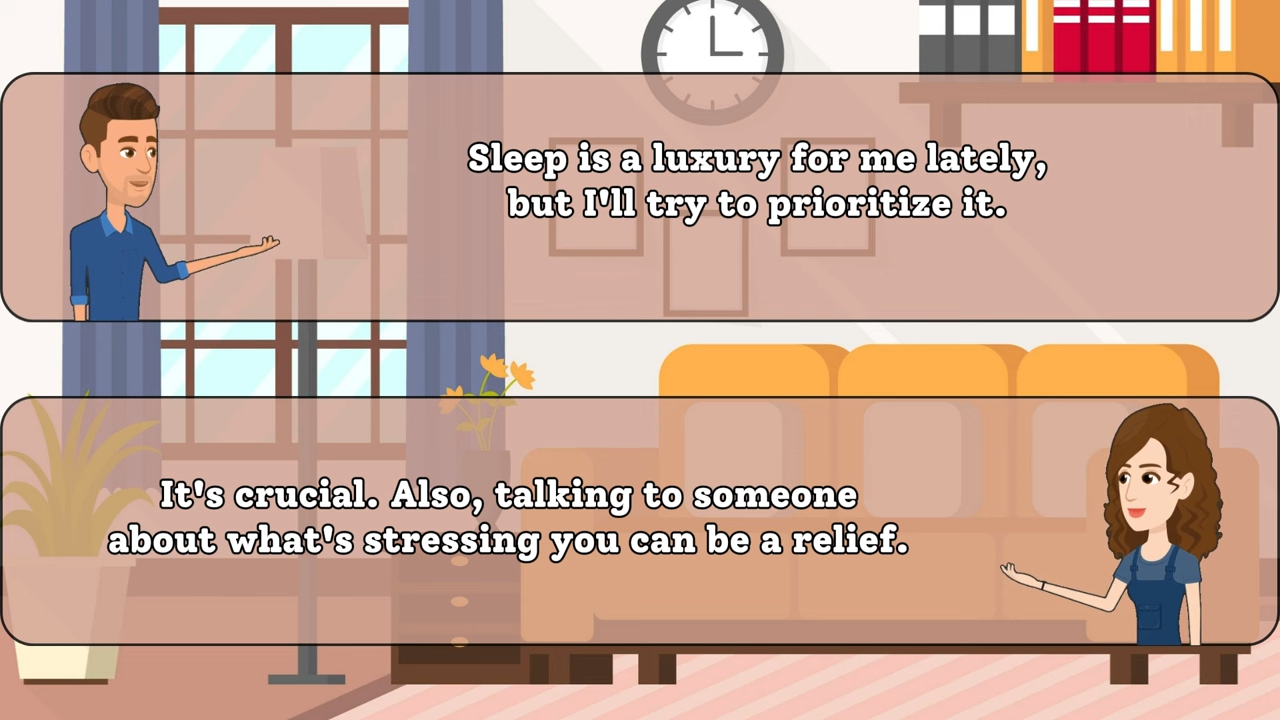 Sleep is a luxury for me lately,
but I'll try to prioritize it.
It's crucial. Also, talking to someone
about what's stressing you can be a relief.